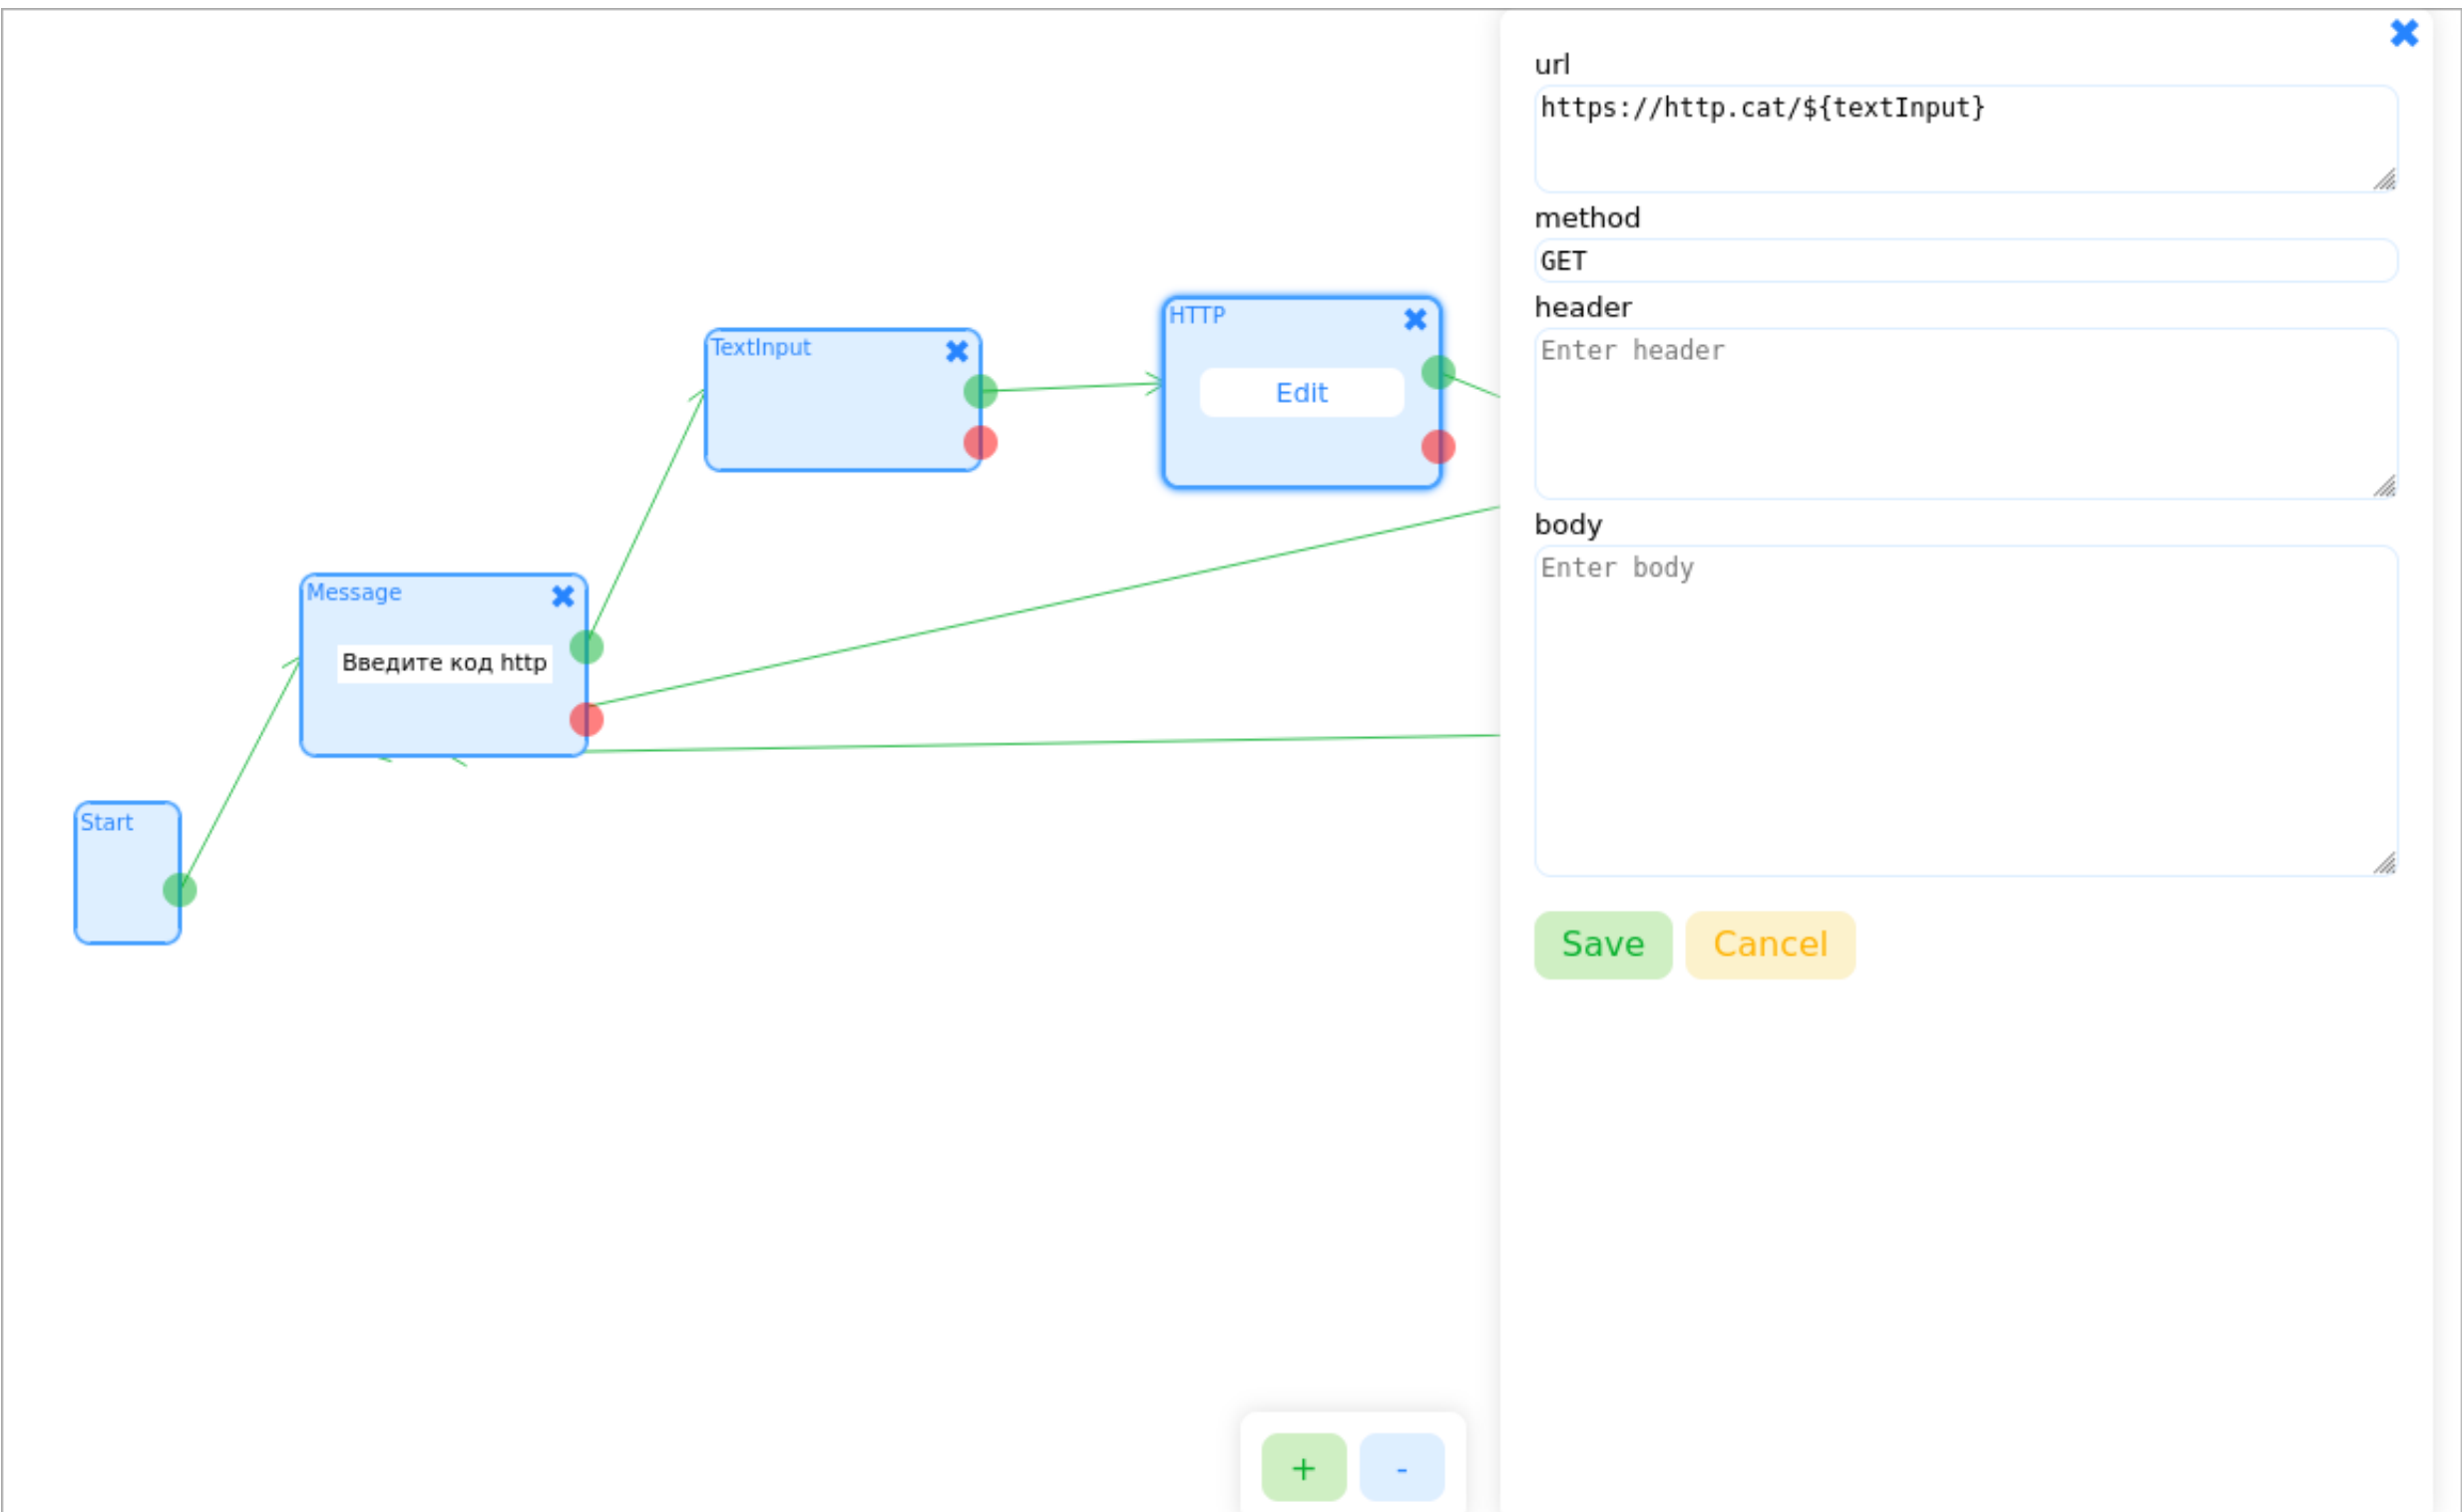 url
https://http.cat/${textInput}
method
GET
header
Enter header
body
Enter body
Save Cancel
HTTP
Edit
TextInput
Message
Введите код http
Start
+ -